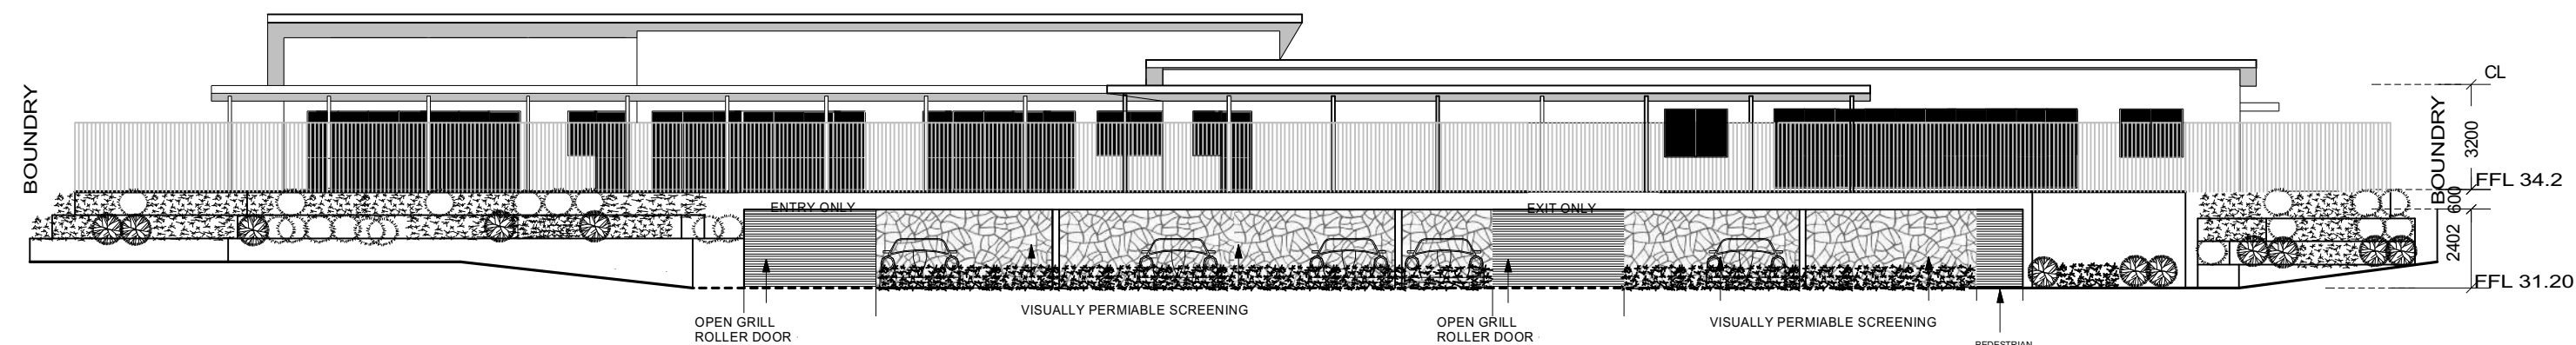 BOUNDRY
ENTRY ONLY
OPEN GRILL
ROLLER DOOR
VISUALLY PERMIABLE SCREENING
EXIT ONLY
OPEN GRILL
ROLLER DOOR
VISUALLY PERMIABLE SCREENING
PEDESTRIAN
BOUNDRY
CL
3200
FFL 34.2
600
2402
FFL 31.20